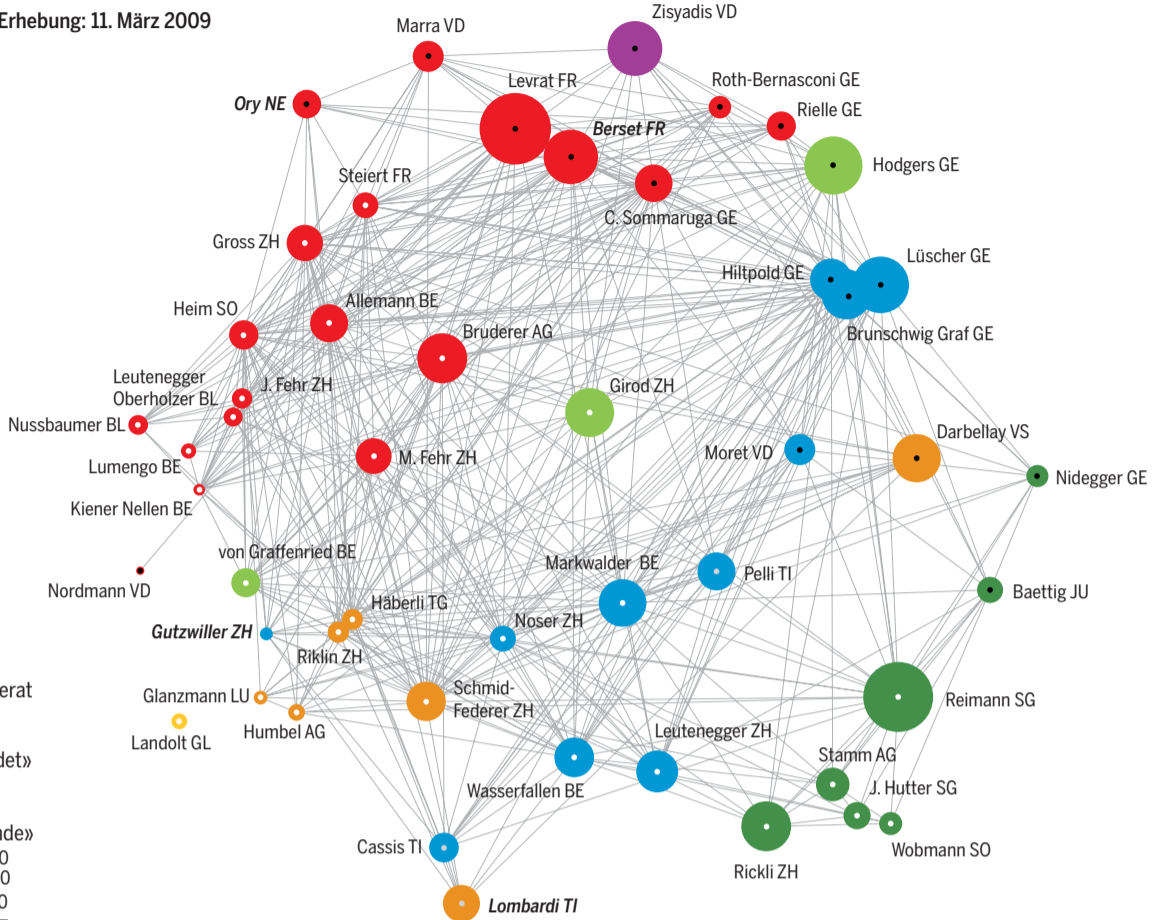 Erhebung: 11. März 2009
Zisyadis VD
Marra VD
Levrat FR
Roth-Bernasconi GE
Ory NE
Rielle GE
Berset FR
Hodgers GE
Steiert FR
C. Sommaruga GE
Gross ZH
Lüscher GE
Hiltpold GE
Heim SO
Allemann BE
Bruderer AG
Brunschwig Graf GE
Leutenegger
Oberholzer BL
J. Fehr ZH
Girod ZH
Nussbaumer BL
Darbellay VS
Moret VD
Lumengo BE
M. Fehr ZH
Nidegger GE
Kiener Nellen BE
von Graffenried BE
Markwalder BE
Pelli TI
Nordmann VD
Baettig JU
Häberli TG
Noser ZH
Gutzwiller ZH
Riklin ZH
erat
Glanzmann LU
Schmid-
Federer ZH
Reimann SG
Humbel AG
Landolt GL
Leutenegger ZH
det»
Stamm AG
J. Hutter SG
Wasserfallen BE
nde»
0
0
0
Cassis TI
Wobmann SO
Rickli ZH
Lombardi TI